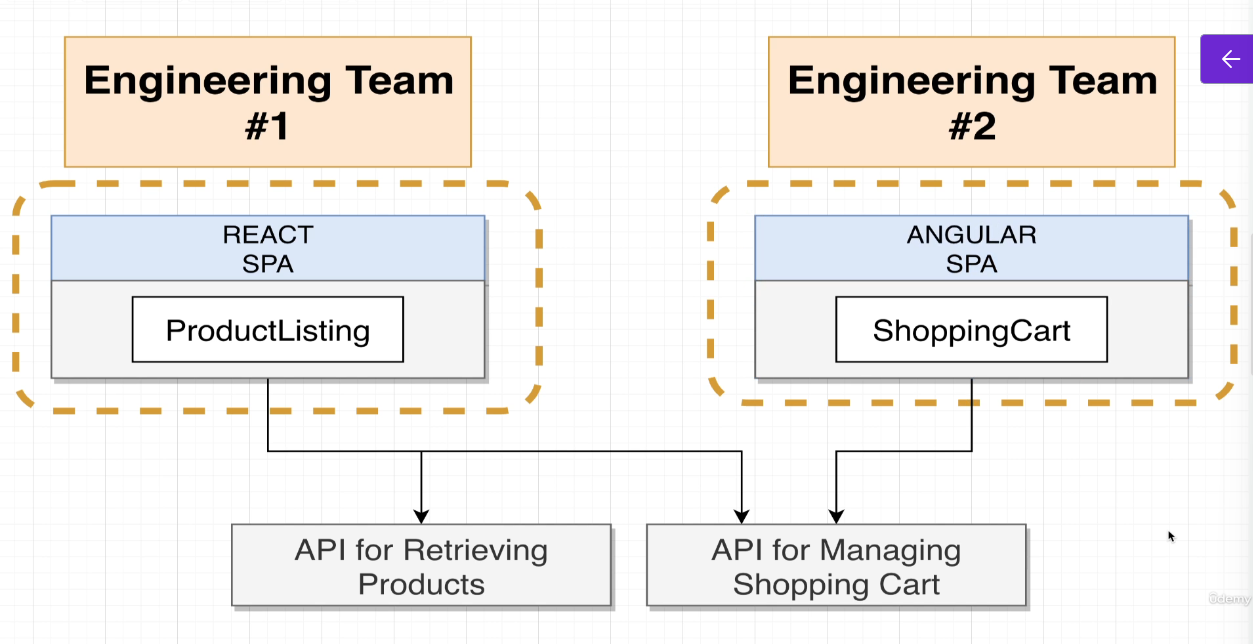 Engineering Team
#1
Engineering Team
#2
REACT
SPA
ProductListing
ANGULAR
SPA
ShoppingCart
API for Retrieving
Products
API for Managing
Shopping Cart
ûdemy